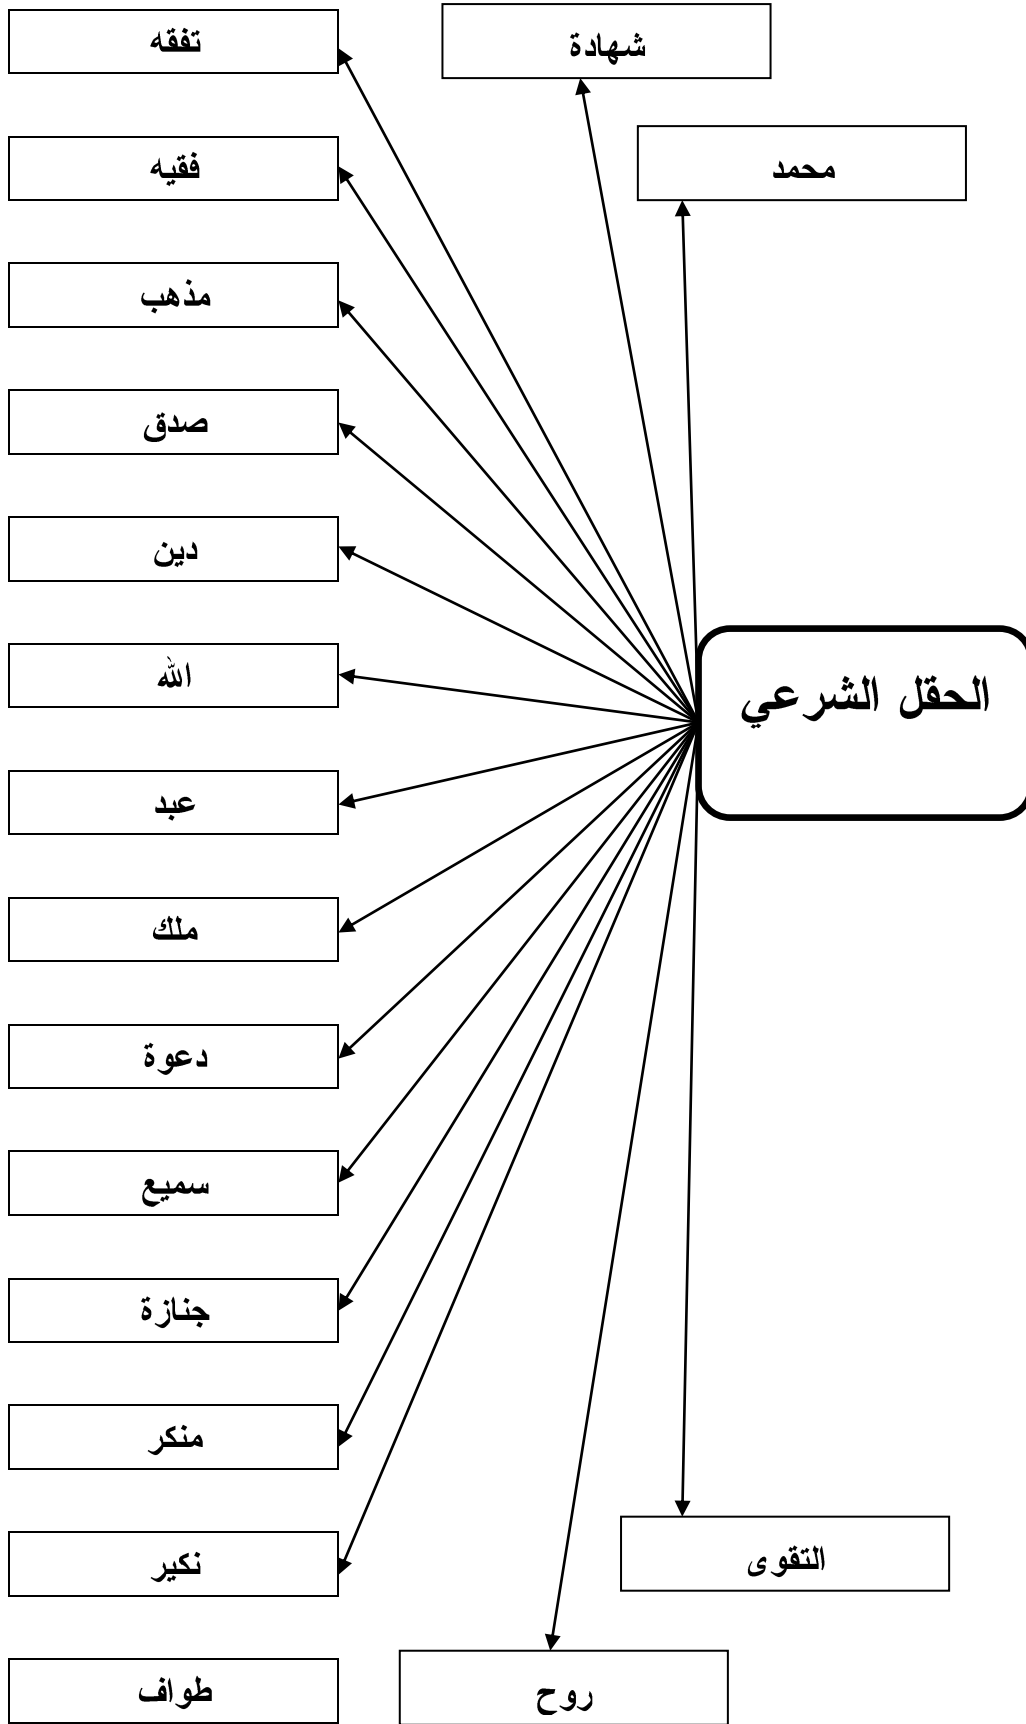 شهادة
تفقه
محمد
فقيه
مذهب
صدق
دين
الله
الحقل الشرعي
عبد
ملك
دعوة
سميع
جنازة
منكر
التقوى
نكير
روح
طواف